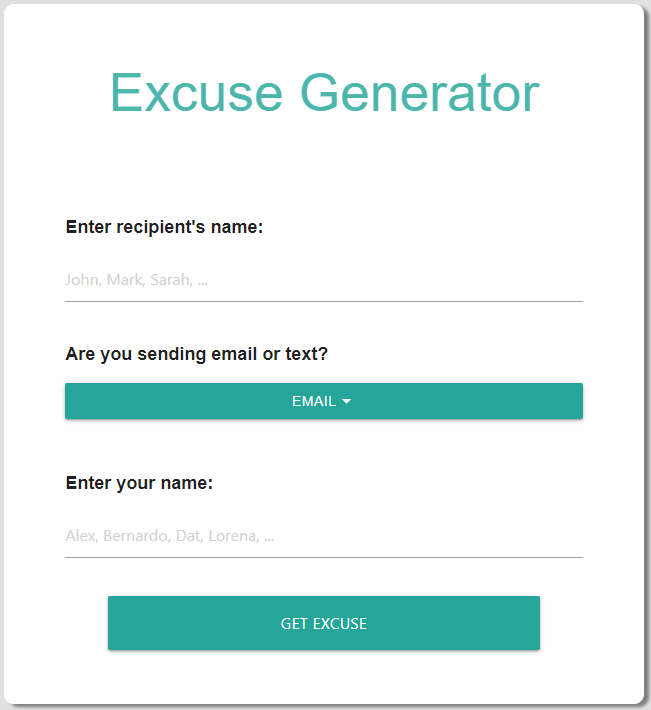 Excuse Generator
Enter recipient's name:
John, Mark, Sarah, ...
Are you sending email or text?
EMAIL
Enter your name:
Alex, Bernardo, Dat, Lorena, ...
GET EXCUSE